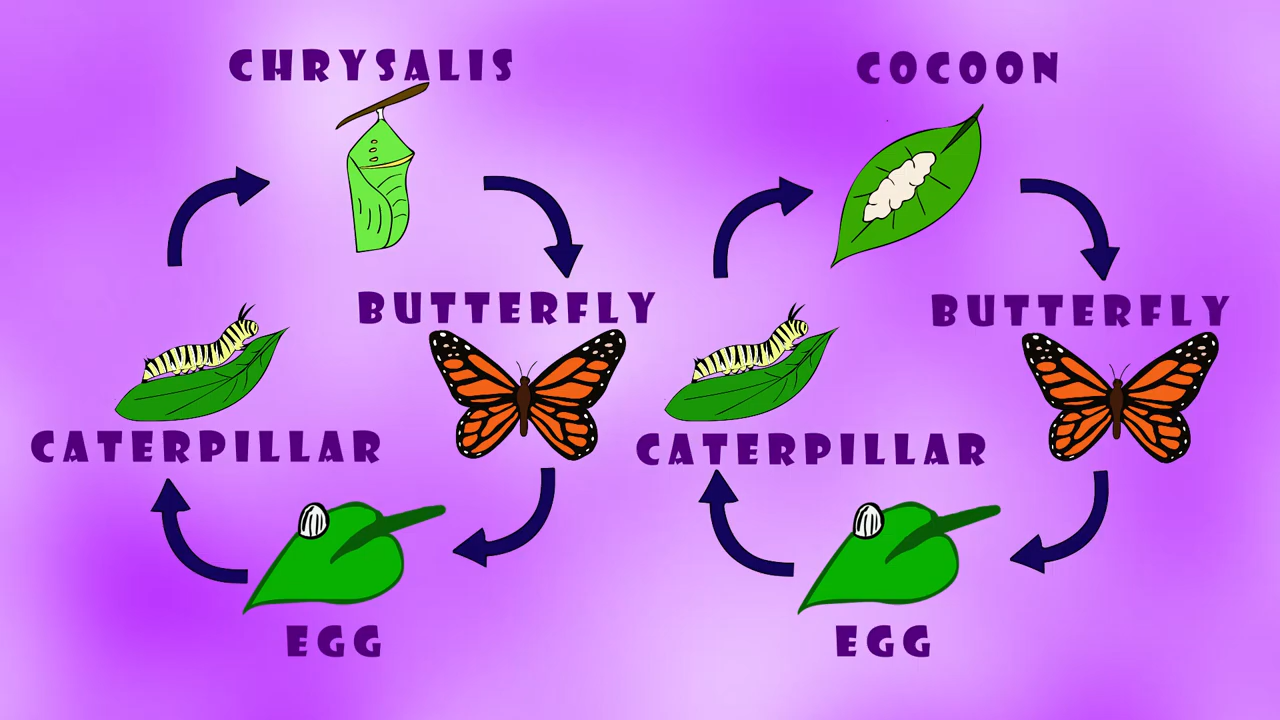 CHRYSALIS
BUTTERFLY
CATERPILLAR
EGG
COCOON
BUTTERFLY
CATERPILLAR
EGG